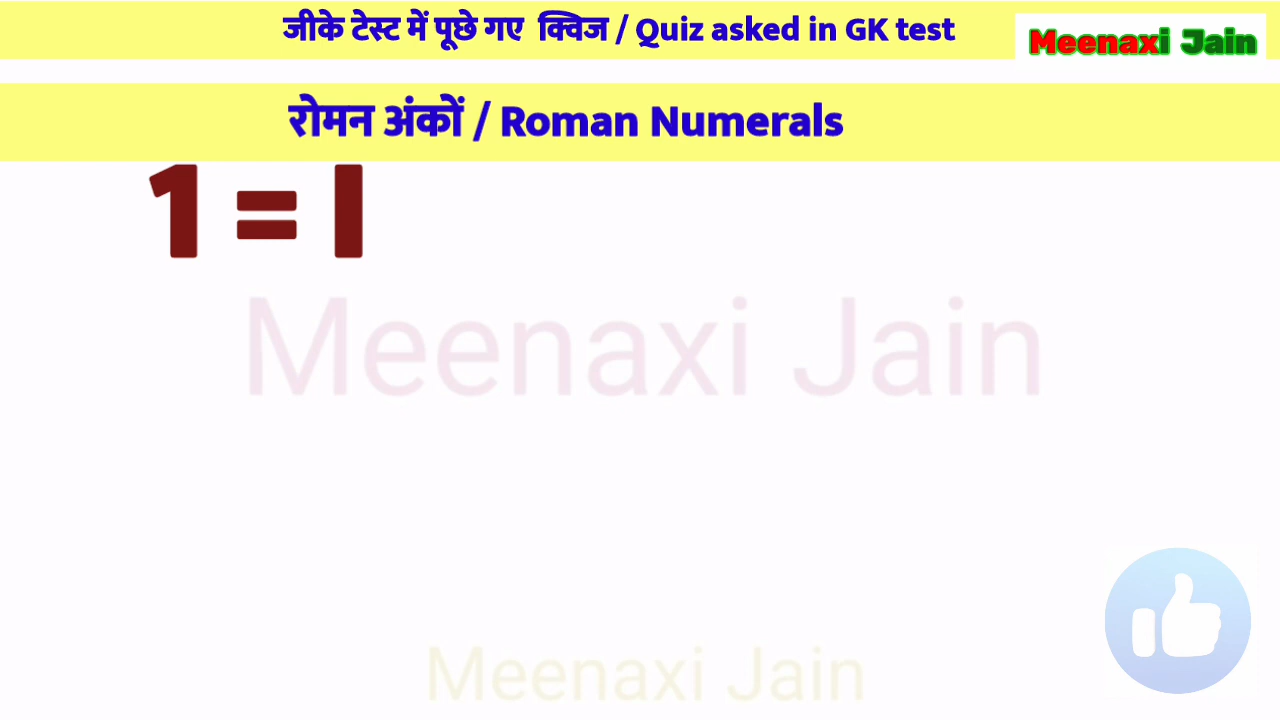 जीके टेस्ट में पूछे गए क्विज / Quiz asked in GK test
Meenaxi Jain
रोमन अंकों / Roman Numerals
1 = I
Meenaxi Jain
Meenaxi Jain